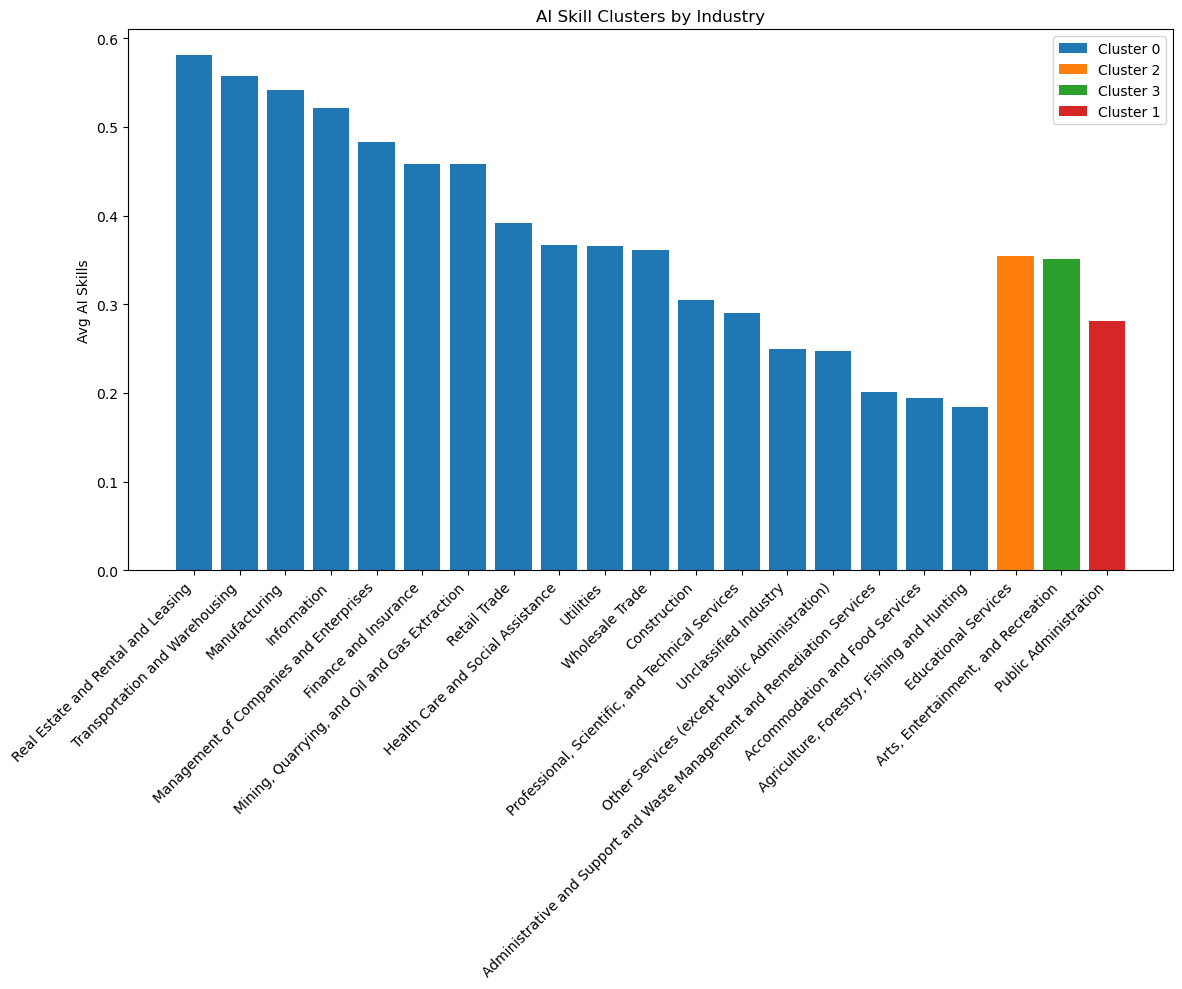 AI Skill Clusters by Industry
Cluster 0
Cluster 2
Cluster 3
Cluster 1
Avg AI Skills
0.6
0.5
0.4
0.3
0.2
0.1
0.0
Real Estate and Rental and Leasing
Transportation and Warehousing
Manufacturing
Information
Management of Companies and Enterprises
Finance and Insurance
Mining, Quarrying, and Oil and Gas Extraction
Retail Trade
Health Care and Social Assistance
Utilities
Wholesale Trade
Construction
Professional, Scientific, and Technical Services
Unclassified Industry
Other Services (except Public Administration)
Administrative and Support and Waste Management and Remediation Services
Accommodation and Food Services
Agriculture, Forestry, Fishing and Hunting
Educational Services
Arts, Entertainment, and Recreation
Public Administration